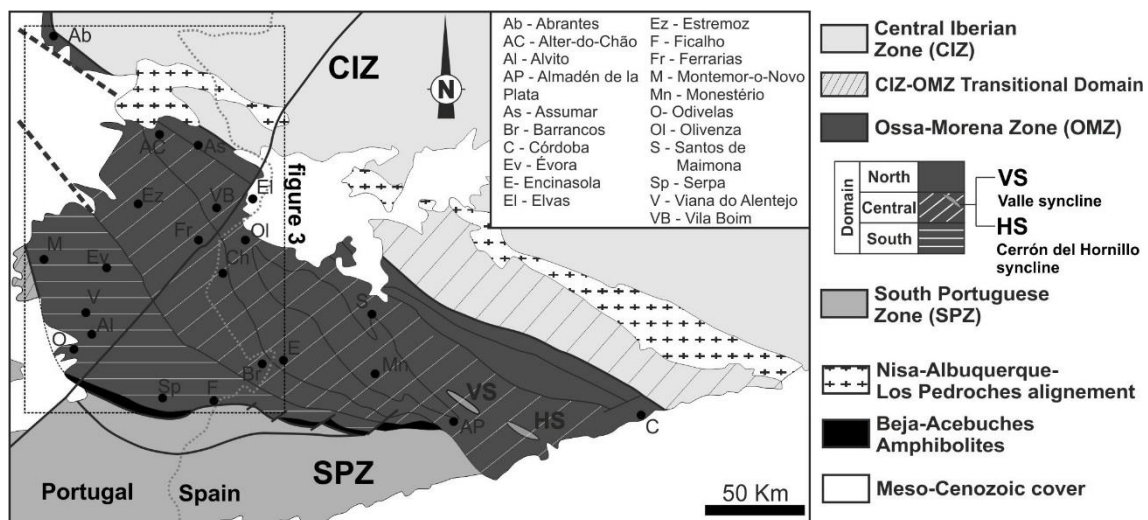 Ab - Abrantes
AC - Alter-do-Chão
Al - Alvito
AP - Almadén de la
Plata
As - Assumar
Br - Barrancos
C - Córdoba
Ev - Évora
E- Encinasola
El - Elvas
Ez - Estremoz
F - Ficalho
Fr - Ferrarias
M - Montemor-o-Novo
Mn - Monestério
O- Odivelas
Ol - Olivenza
S - Santos de
Maimona
Sp - Serpa
V - Viana do Alentejo
VB - Vila Boim
Ab
CIZ
N
AC
As
figure 3
Ez
VB
El
Fr
Ol
M
Ev
Ch
V
Al
S
O
E
Br
Mn
Sp
F
VS
HS
AP
C
SPZ
Portugal
Spain
50 Km
Central Iberian
Zone (CIZ)
CIZ-OMZ Transitional Domain
Ossa-Morena Zone (OMZ)
Domain
North
Central
South
VS
Valle syncline
HS
Cerrón del Hornillo
syncline
South Portuguese
Zone (SPZ)
Nisa-Albuquerque-
Los Pedroches alignement
Beja-Acebuches
Amphibolites
Meso-Cenozoic cover